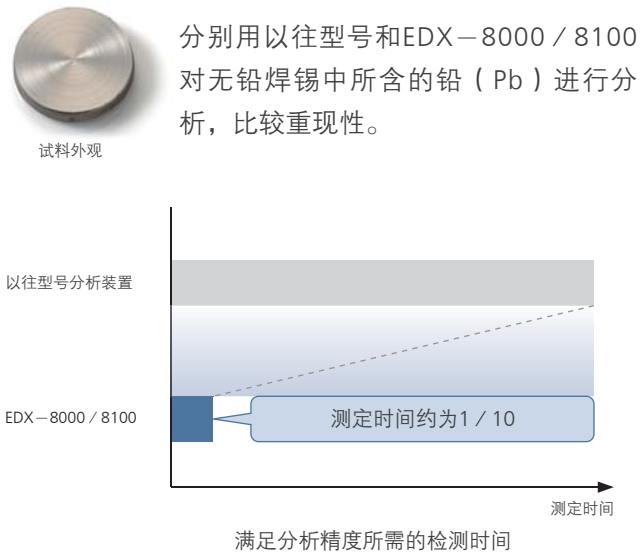 分别用以往型号和EDX－8000／8100
对无铅焊锡中所含的铅（Pb）进行分
析，比较重现性。
试料外观
以往型号分析装置
EDX－8000／8100
测定时间约为1／10
测定时间
满足分析精度所需的检测时间